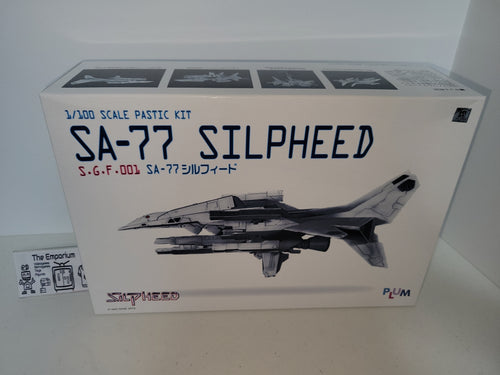 1/100 SCALE PASTIC KIT
SA-77 SILPHEED
S.G.F.001 SA-77 シルフィード
The Emporium
SILPHEED
PLUM